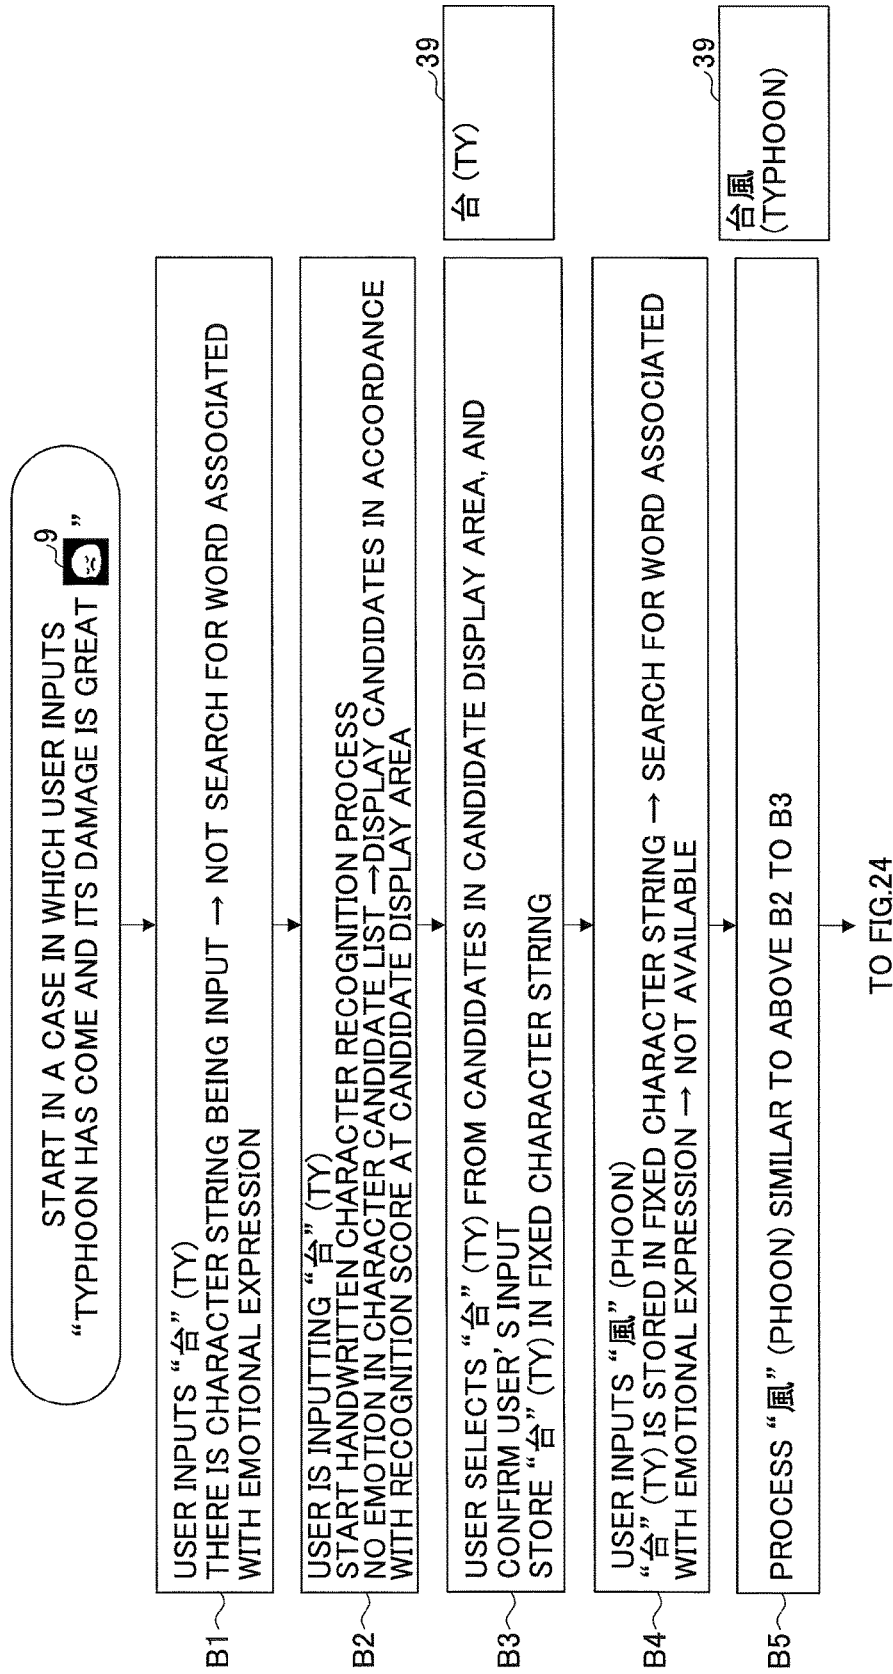 START IN A CASE IN WHICH USER INPUTS
“TYPHOON HAS COME AND ITS DAMAGE IS GREAT ”
9
B1
USER INPUTS “台” (TY)
THERE IS CHARACTER STRING BEING INPUT → NOT SEARCH FOR WORD ASSOCIATED
WITH EMOTIONAL EXPRESSION
B2
USER IS INPUTTING “台” (TY)
START HANDWRITTEN CHARACTER RECOGNITION PROCESS
NO EMOTION IN CHARACTER CANDIDATE LIST →DISPLAY CANDIDATES IN ACCORDANCE
WITH RECOGNITION SCORE AT CANDIDATE DISPLAY AREA
B3
USER SELECTS “台” (TY) FROM CANDIDATES IN CANDIDATE DISPLAY AREA, AND
CONFIRM USER’S INPUT
STORE “台” (TY) IN FIXED CHARACTER STRING
39
台 (TY)
B4
USER INPUTS “風” (PHOON)
“台” (TY) IS STORED IN FIXED CHARACTER STRING → SEARCH FOR WORD ASSOCIATED
WITH EMOTIONAL EXPRESSION → NOT AVAILABLE
B5
PROCESS “風” (PHOON) SIMILAR TO ABOVE B2 TO B3
39
台風
(TYPHOON)
TO FIG.24